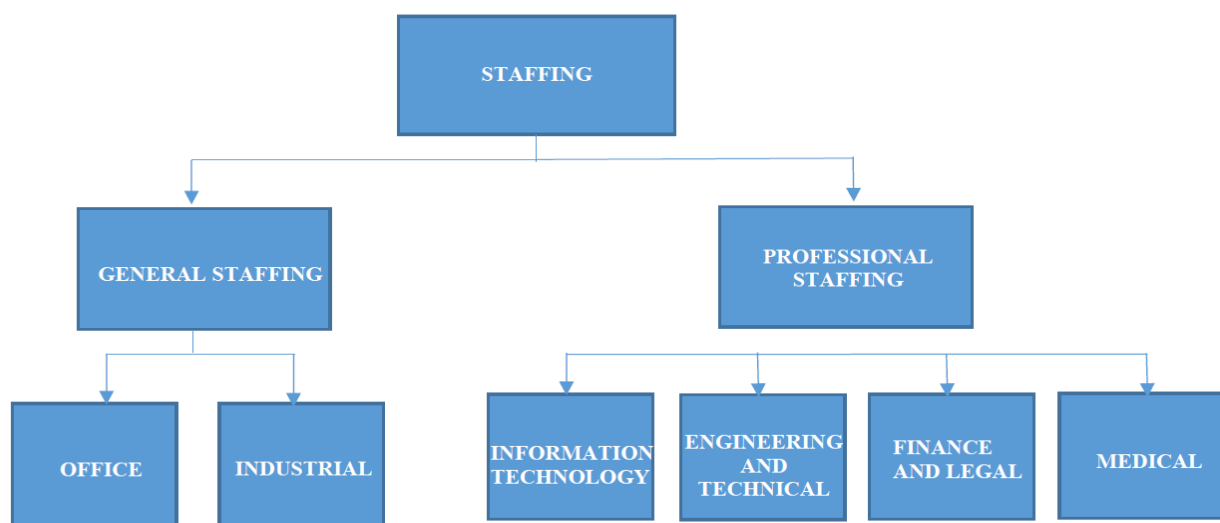 STAFFING
GENERAL STAFFING
PROFESSIONAL
STAFFING
OFFICE
INDUSTRIAL
INFORMATION
TECHNOLOGY
ENGINEERING
AND
TECHNICAL
FINANCE
AND LEGAL
MEDICAL